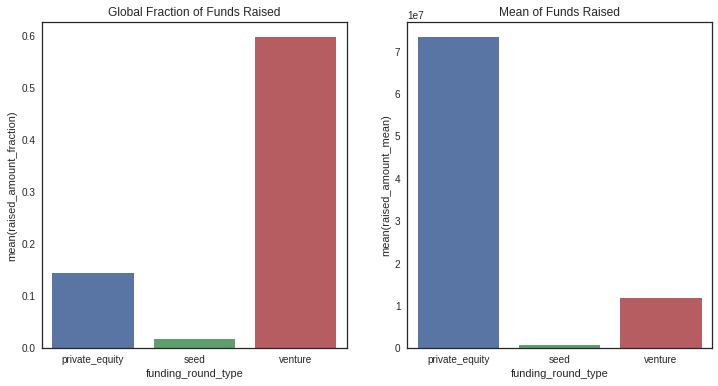 Global Fraction of Funds Raised
mean(raised_amount_fraction)
0.6
0.5
0.4
0.3
0.2
0.1
0.0
private_equity seed venture
funding_round_type
Mean of Funds Raised
1e7
mean(raised_amount_mean)
7
6
5
4
3
2
1
0
private_equity seed venture
funding_round_type